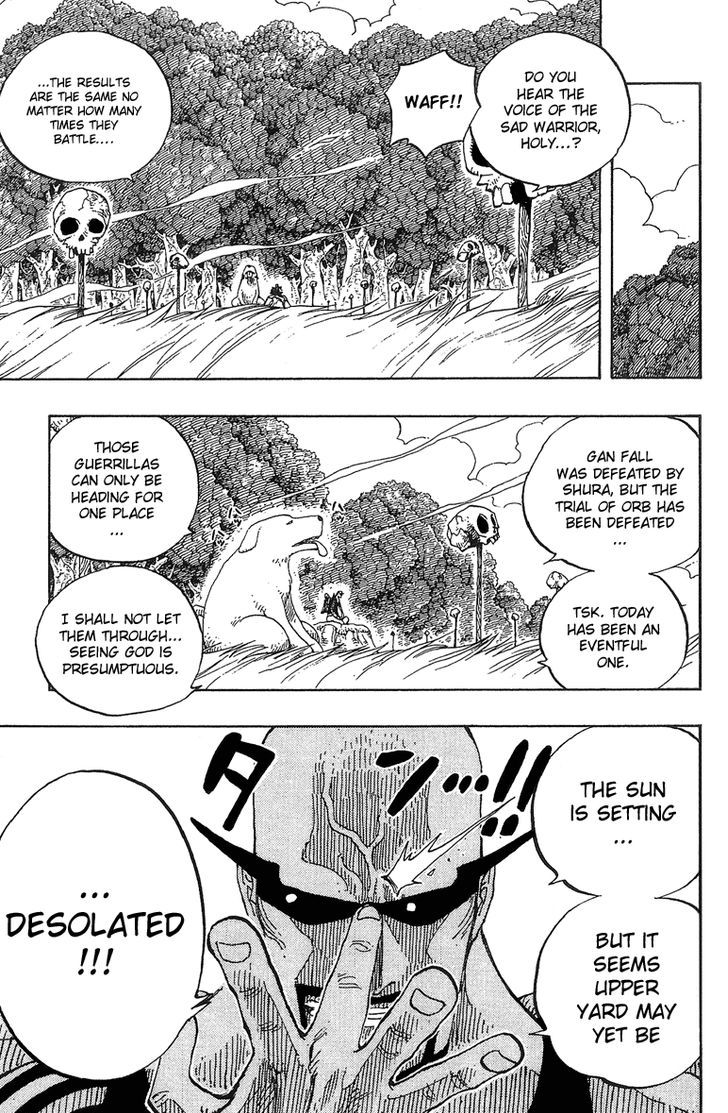 DO YOU
HEAR THE
VOICE OF THE
SAD WARRIOR,
HOLY...?
WAFF!!
...THE RESULTS
ARE THE SAME NO
MATTER HOW MANY
TIMES THEY
BATTLE....
GAN FALL
WAS DEFEATED BY
SHURA, BUT THE
TRIAL OF ORB HAS
BEEN DEFEATED
...
TSK. TODAY
HAS BEEN AN
EVENTFUL
ONE.
THOSE
GUERRILLAS
CAN ONLY BE
HEADING FOR
ONE PLACE
...
I SHALL NOT LET
THEM THROUGH...
SEEING GOD IS
PRESUMPTUOUS.
THE SUN
IS SETTING
...
BUT IT
SEEMS
UPPER
YARD MAY
YET BE
タン...!!
...
DESOLATED
!!!